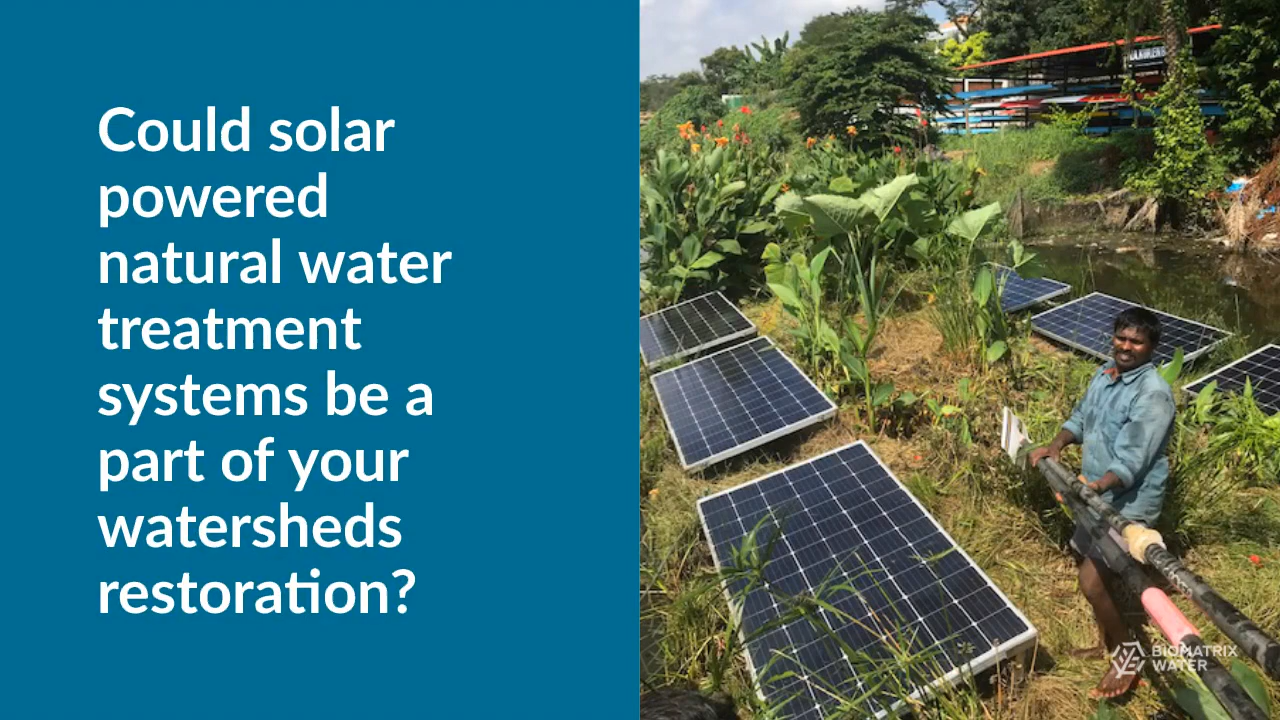 Could solar
powered
natural water
treatment
systems be a
part of your
watersheds
restoration?
BIOMATRIX
WATER